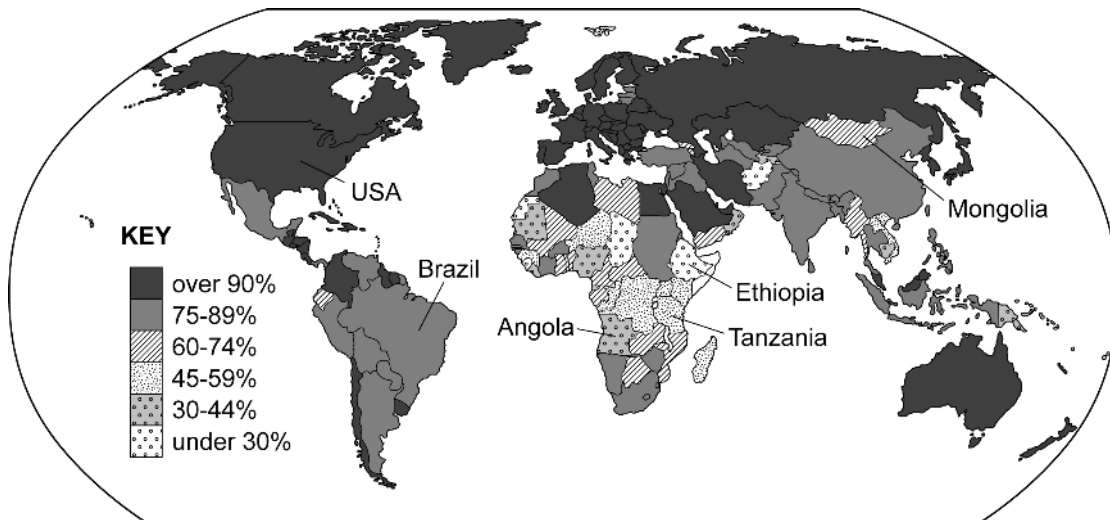 USA
Mongolia
KEY
over 90%
75-89%
60-74%
45-59%
30-44%
under 30%
Brazil
Ethiopia
Angola
Tanzania